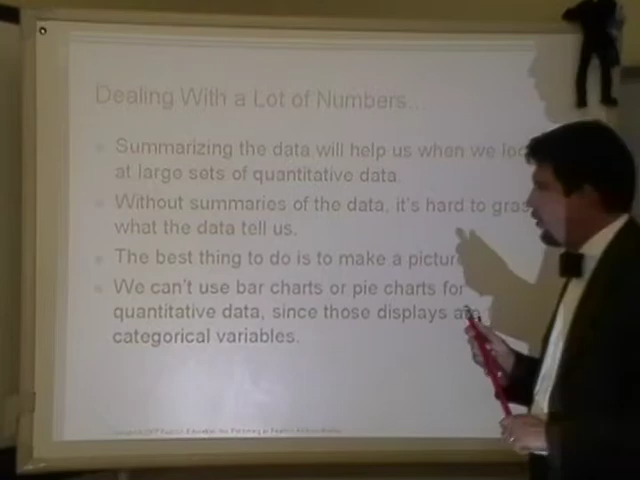 Dealing With a Lot of Numbers...
Summarizing the data will help us when we
at large sets of quantitative data.
Without summaries of the data, it's hard to
what the data tell us.
The best thing to do is to make a picture
We can't use bar charts or pie charts for
quantitative data, since those displays are
categorical variables.